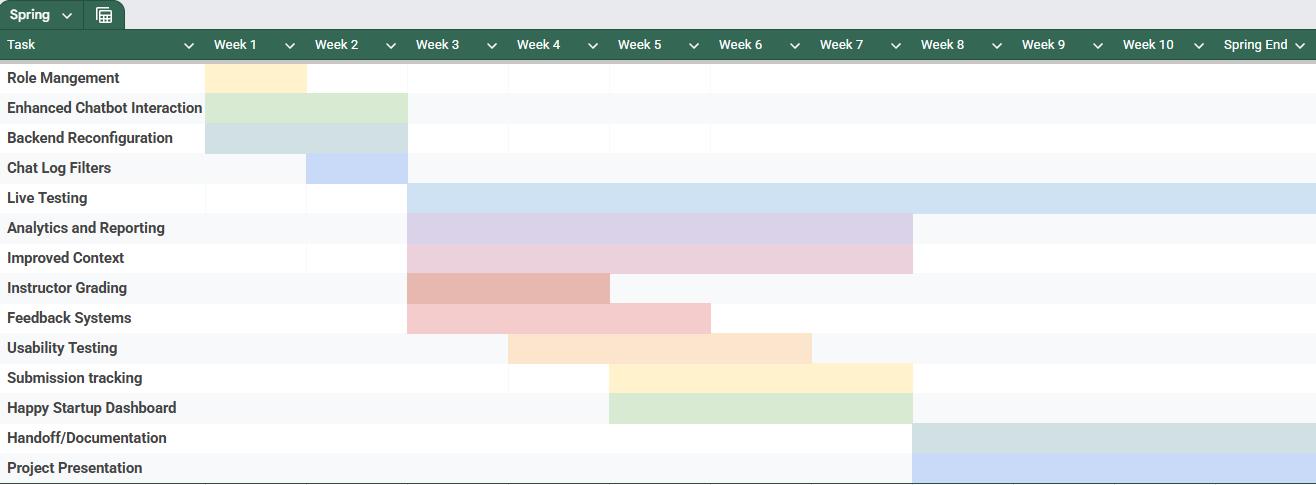 Spring
Task Week 1 Week 2 Week 3 Week 4 Week 5 Week 6 Week 7 Week 8 Week 9 Week 10 Spring End
Role Mangement
Enhanced Chatbot Interaction
Backend Reconfiguration
Chat Log Filters
Live Testing
Analytics and Reporting
Improved Context
Instructor Grading
Feedback Systems
Usability Testing
Submission tracking
Happy Startup Dashboard
Handoff/Documentation
Project Presentation